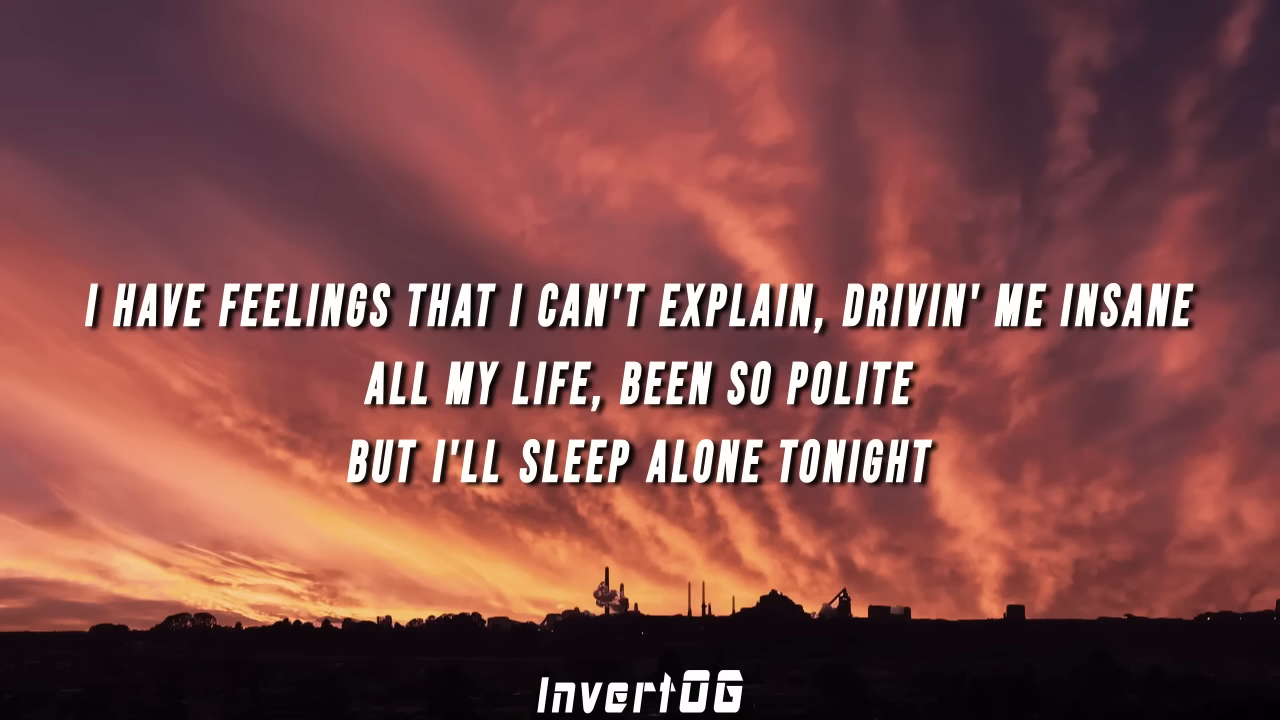 I HAVE FEELINGS THAT I CAN'T EXPLAIN, DRIVIN' ME INSANE
ALL MY LIFE, BEEN SO POLITE
BUT I'LL SLEEP ALONE TONIGHT
InvertOG